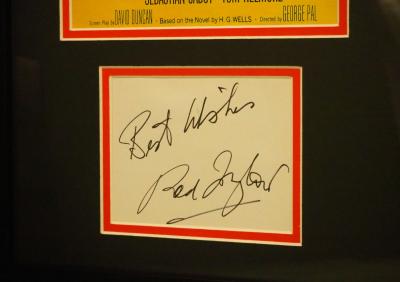 SEBASTIAN CABOT · TOM HELMORE
Screen Play by DAVID DUNCAN · Based on the Novel by H. G. WELLS · Directed by GEORGE PAL
Best Wishes
Rod Taylor